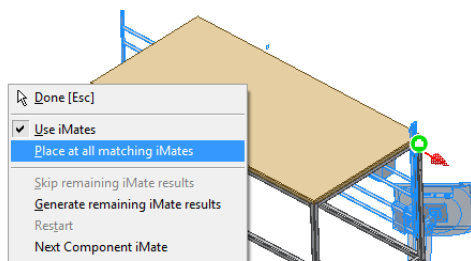 Done [Esc]
Use iMates
Place at all matching iMates
Skip remaining iMate results
Generate remaining iMate results
Restart
Next Component iMate